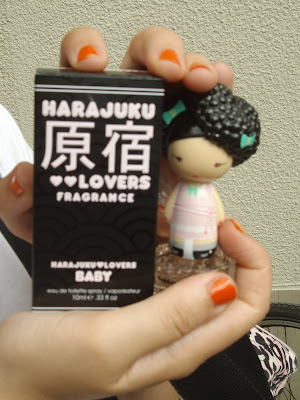 HARAJUKU
原宿
♥♥LOVERS
FRAGRANCE
HARAJUKU♥LOVERS
BABY
eau de toilette spray / vaporisateur
10ml e .33 fl oz